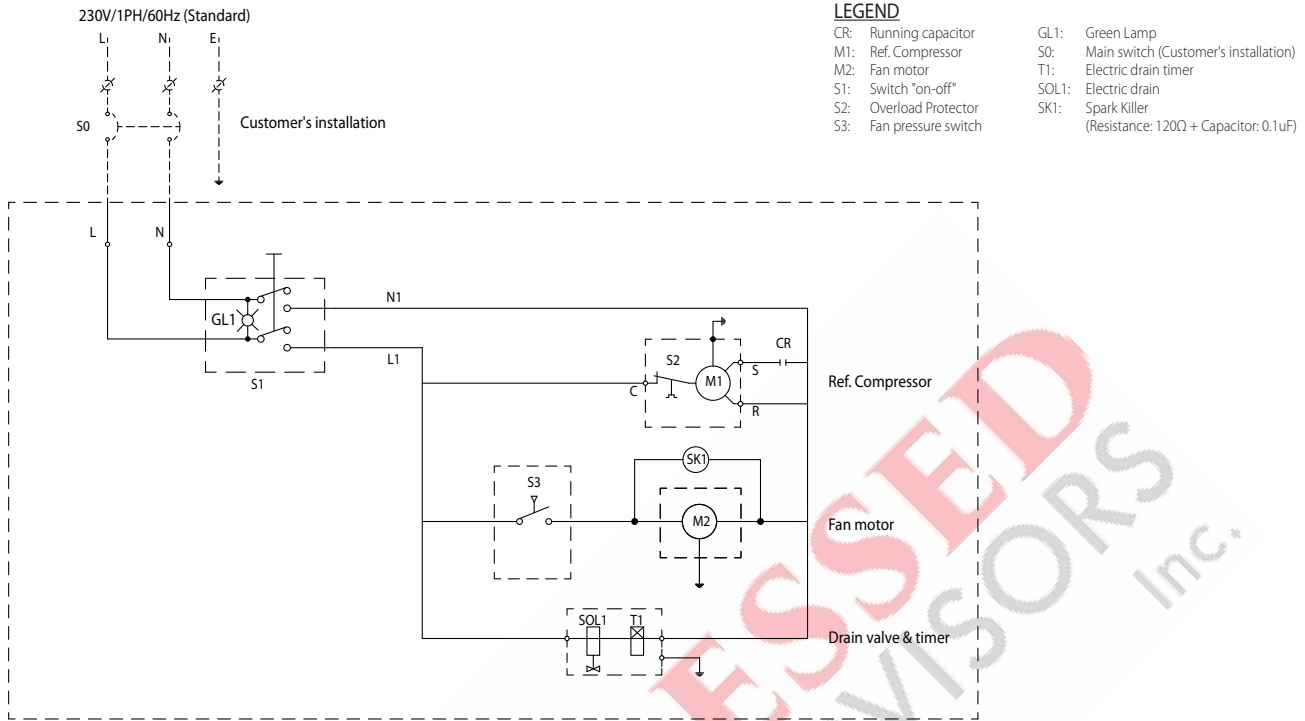 230V/1PH/60Hz (Standard)
L
N
E
S0
Customer's installation
LEGEND
CR: Running capacitor
M1: Ref. Compressor
M2: Fan motor
S1: Switch "on-off"
S2: Overload Protector
S3: Fan pressure switch
GL1: Green Lamp
S0: Main switch (Customer's installation)
T1: Electric drain timer
SOL1: Electric drain
SK1: Spark Killer
(Resistance: 120Ω + Capacitor: 0.1uF)
L
N
GL1
S1
N1
L1
S2
M1
C
S
R
CR
Ref. Compressor
S3
SK1
M2
Fan motor
SOL1
T1
Drain valve & timer
ESSED
VISORS
Inc.